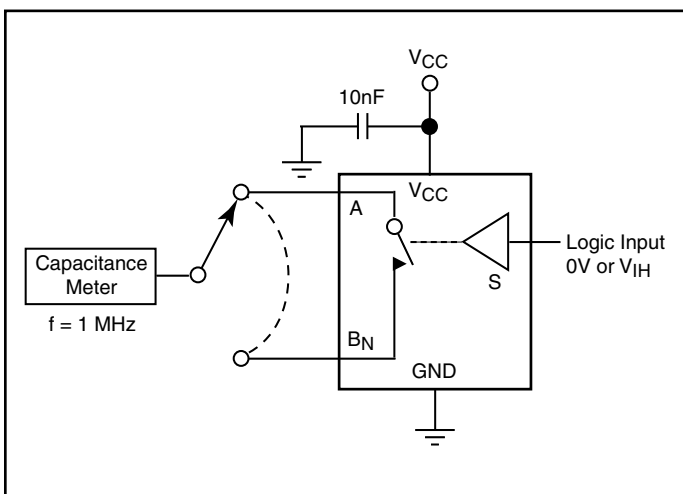 VCC
10nF
VCC
A
Logic Input
0V or VIH
S
Capacitance
Meter
f = 1 MHz
BN
GND